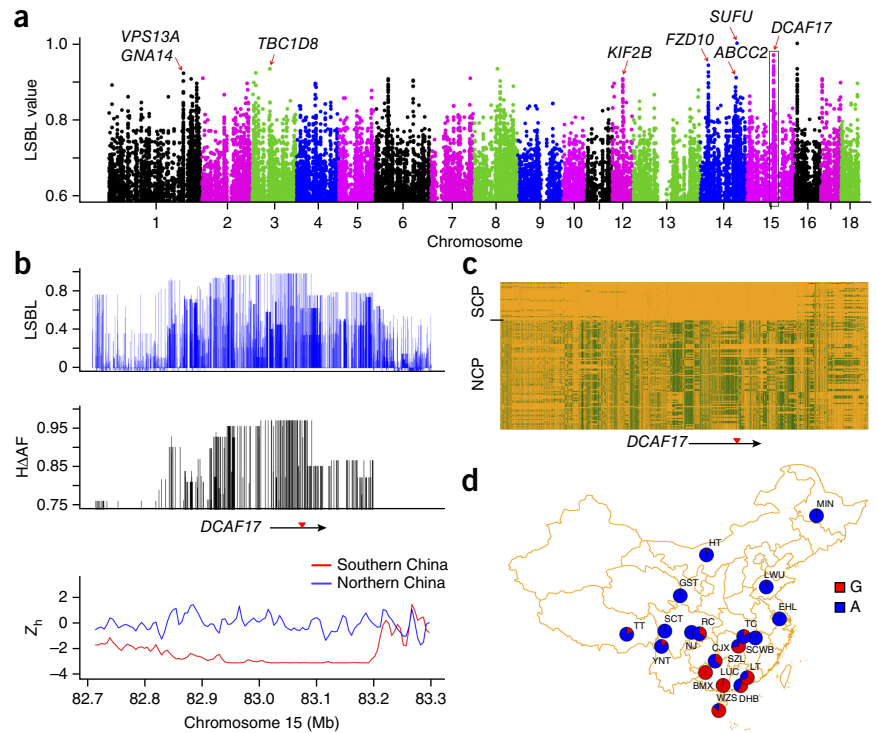 a
VPS13A
GNA14
TBC1D8
KIF2B
FZD10
SUFU
ABCC2
DCAF17
1.0
0.8
0.6
LSBL value
1 2 3 4 5 6 7 8 9 10 11 12 13 14 15 16 18
Chromosome
b
0.8
0.4
0
LSBL
0.95
0.85
0.75
HΔAF
DCAF17
Southern China
Northern China
2
0
−2
−4
Zh
82.7 82.8 82.9 83.0 83.1 83.2 83.3
Chromosome 15 (Mb)
c
SCP
NCP
DCAF17
d
MIN
HT
GST
LWU
EHL
TT
SCT
RC
TC
YNT
NJ
CJX
SZL
SCWB
BMX
LUC
LT
WZS
DHB
G
A